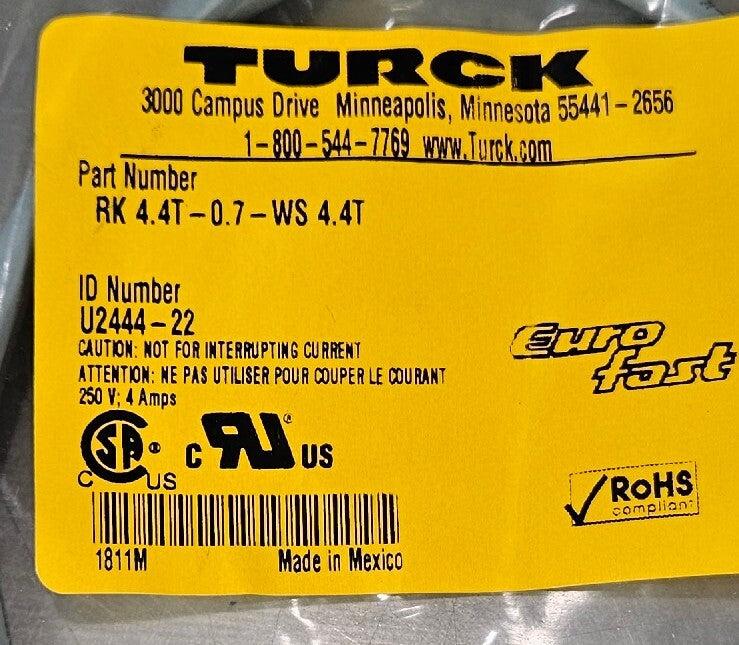 TURCK
3000 Campus Drive Minneapolis, Minnesota 55441-2656
1-800-544-7769 www.Turck.com
Part Number
RK 4.4T-0.7-WS 4.4T
ID Number
U2444-22
CAUTION: NOT FOR INTERRUPTING CURRENT
ATTENTION: NE PAS UTILISER POUR COUPER LE COURANT
250 V; 4 Amps
Euro
fast
C SA ® US
C RU ® US
RoHS
compliant
1811M Made in Mexico